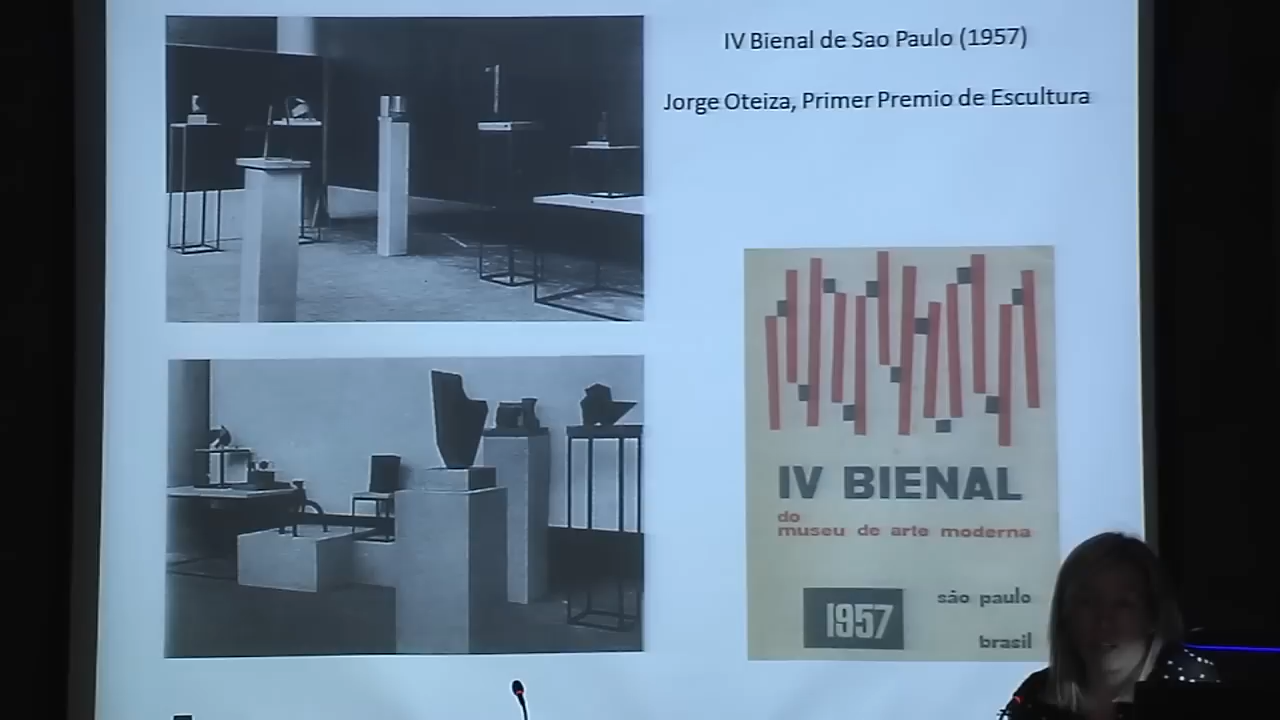 IV Bienal de Sao Paulo (1957)
Jorge Oteiza, Primer Premio de Escultura
IV BIENAL
do
museu de arte moderna
1957
são paulo
brasil